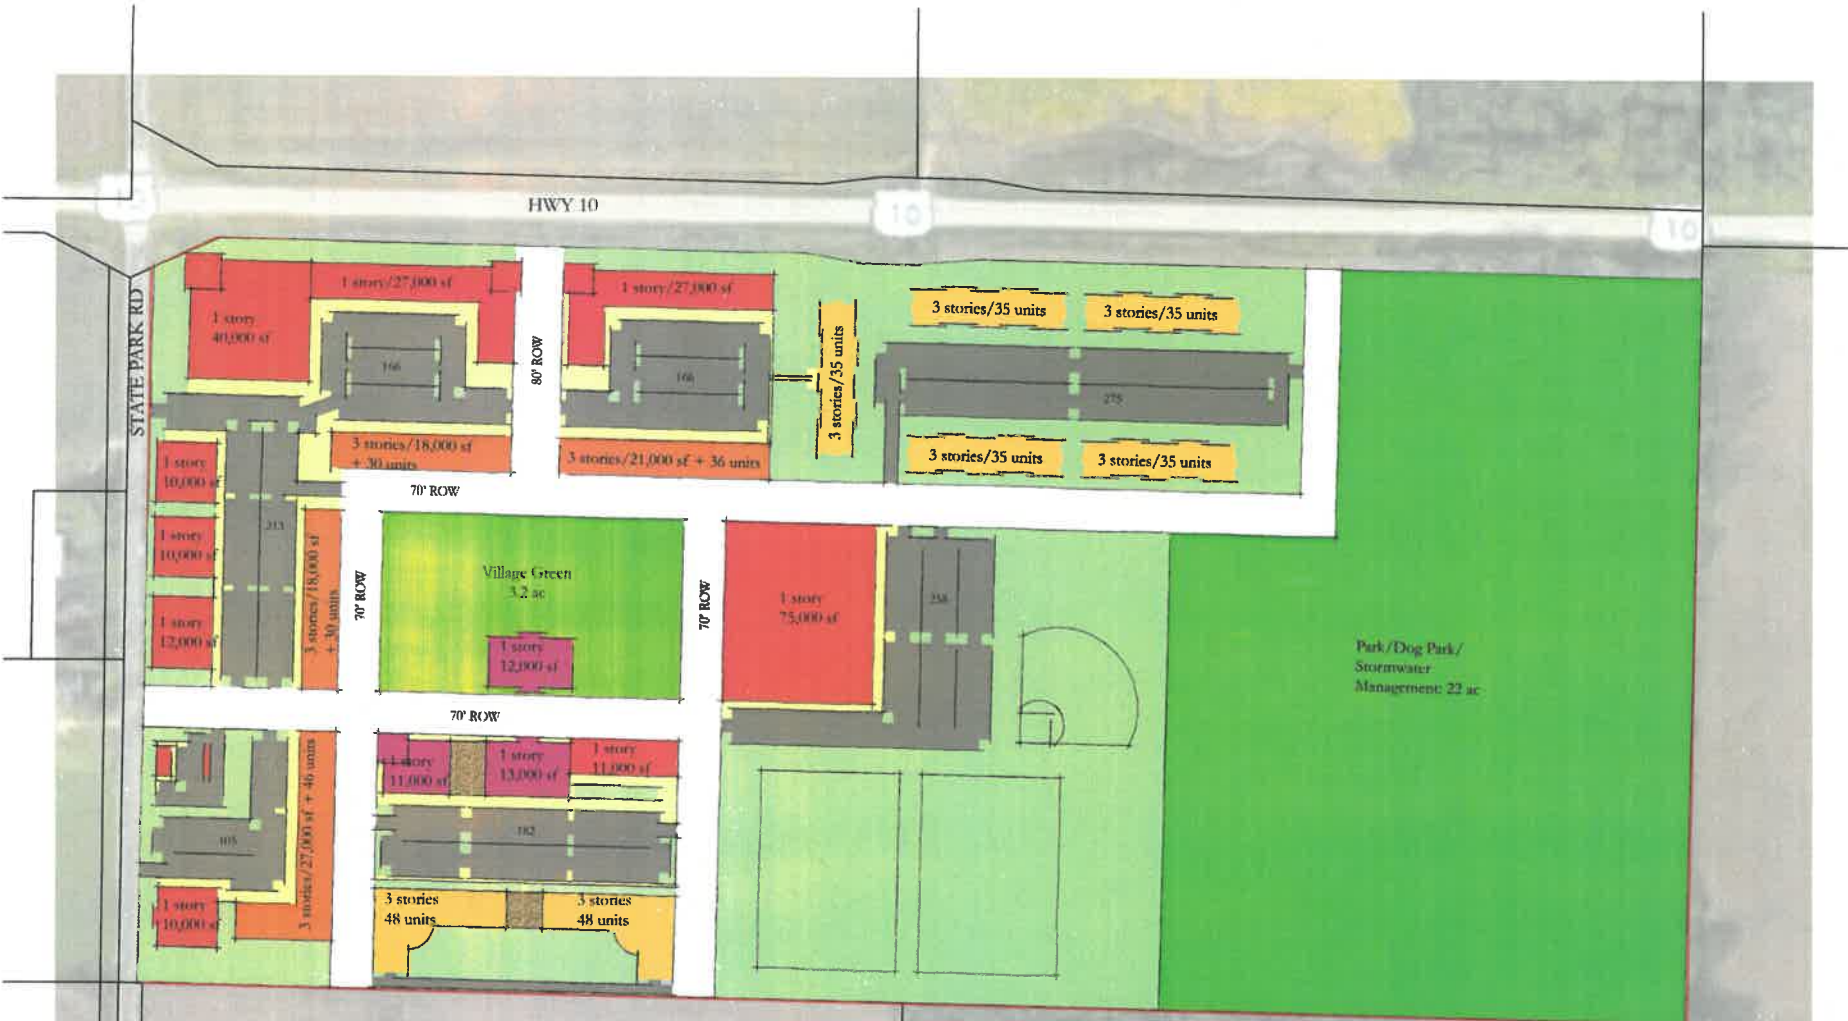 HWY 10
10
10
STATE PARK RD
1 story/27,000 sf
1 story
40,000 sf
166
80' ROW
1 story/27,000 sf
166
3 stories/35 units
3 stories/35 units
3 stories/35 units
275
3 stories/35 units
3 stories/35 units
3 stories/18,000 sf
+ 30 units
3 stories/21,000 sf + 36 units
1 story
10,000 sf
70' ROW
213
1 story
10,000 sf
1 story
12,000 sf
3 stories/18,000 sf
+ 30 units
70' ROW
Village Green
3.2 ac
1 story
12,000 sf
70' ROW
1 story
75,000 sf
258
Park/Dog Park/
Stormwater
Management: 22 ac
70' ROW
3 stories/27,000 sf + 46 units
1 story
11,000 sf
1 story
13,000 sf
1 story
11,000 sf
105
182
1 story
10,000 sf
3 stories
48 units
3 stories
48 units